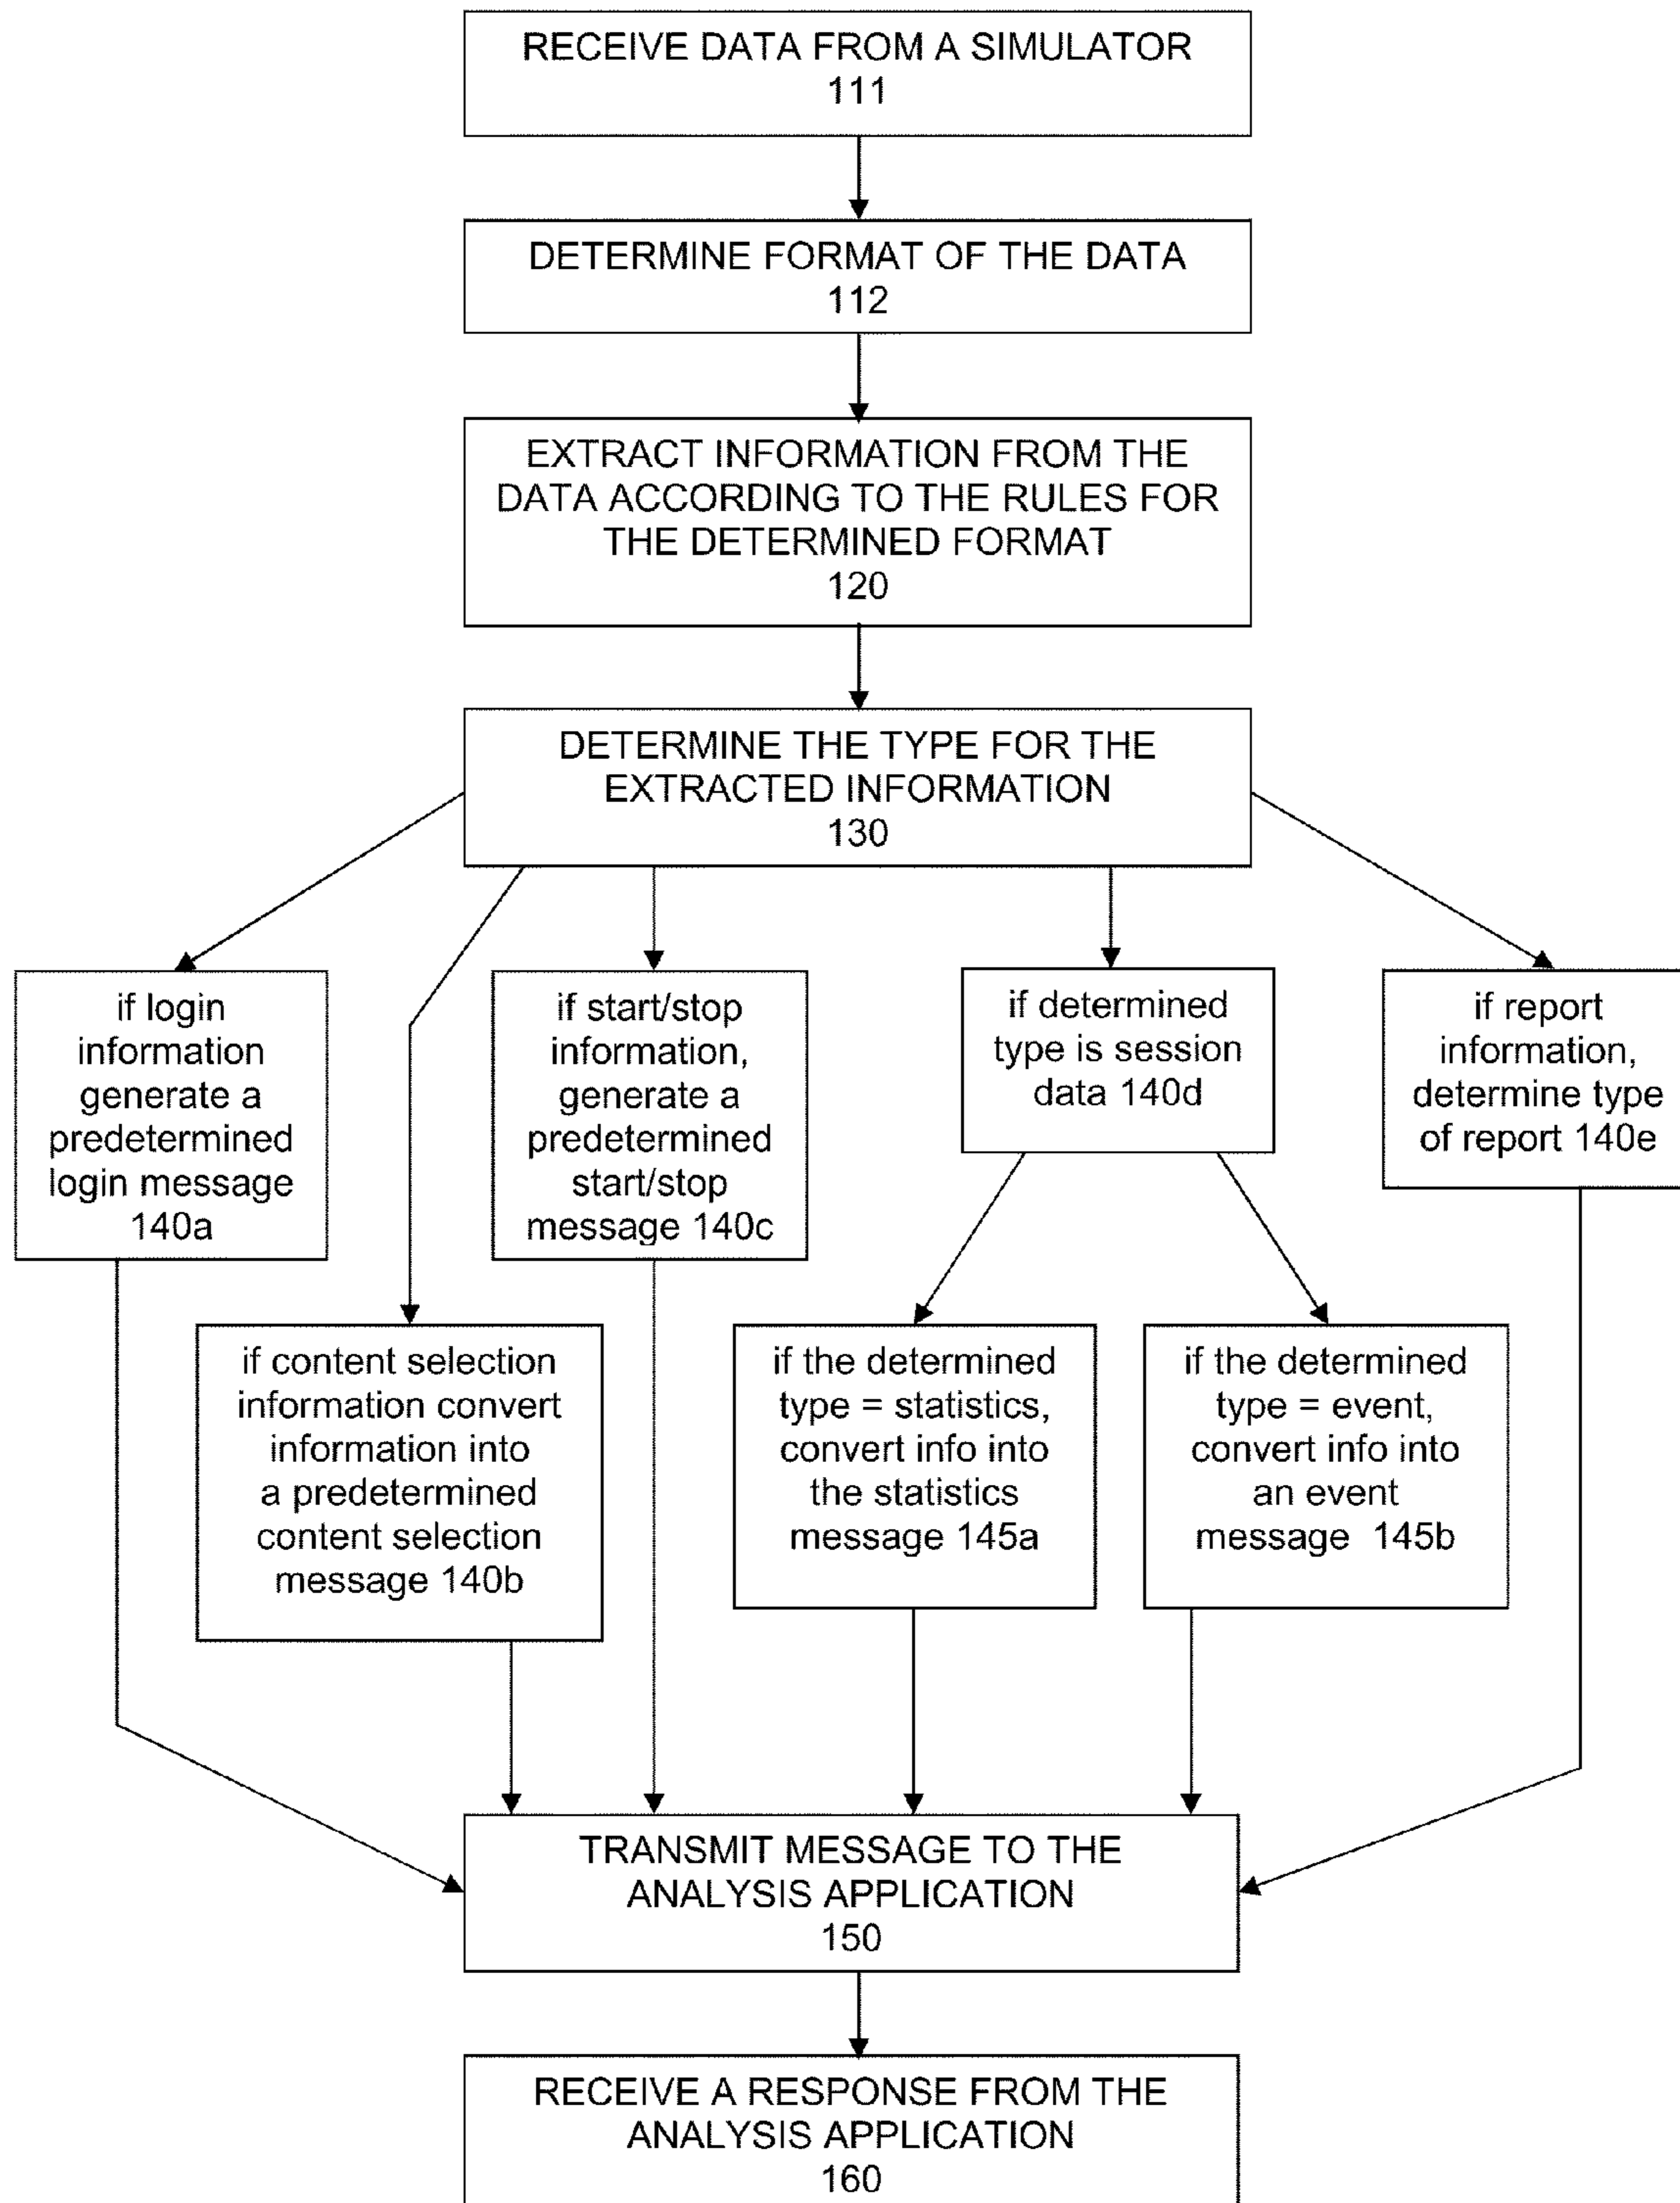 RECEIVE DATA FROM A SIMULATOR
111
DETERMINE FORMAT OF THE DATA
112
EXTRACT INFORMATION FROM THE
DATA ACCORDING TO THE RULES FOR
THE DETERMINED FORMAT
120
DETERMINE THE TYPE FOR THE
EXTRACTED INFORMATION
130
if login
information
generate a
predetermined
login message
140a
if start/stop
information,
generate a
predetermined
start/stop
message 140c
if determined
type is session
data 140d
if report
information,
determine type
of report 140e
if content selection
information convert
information into
a predetermined
content selection
message 140b
if the determined
type = statistics,
convert info into
the statistics
message 145a
if the determined
type = event,
convert info into
an event
message 145b
TRANSMIT MESSAGE TO THE
ANALYSIS APPLICATION
150
RECEIVE A RESPONSE FROM THE
ANALYSIS APPLICATION
160